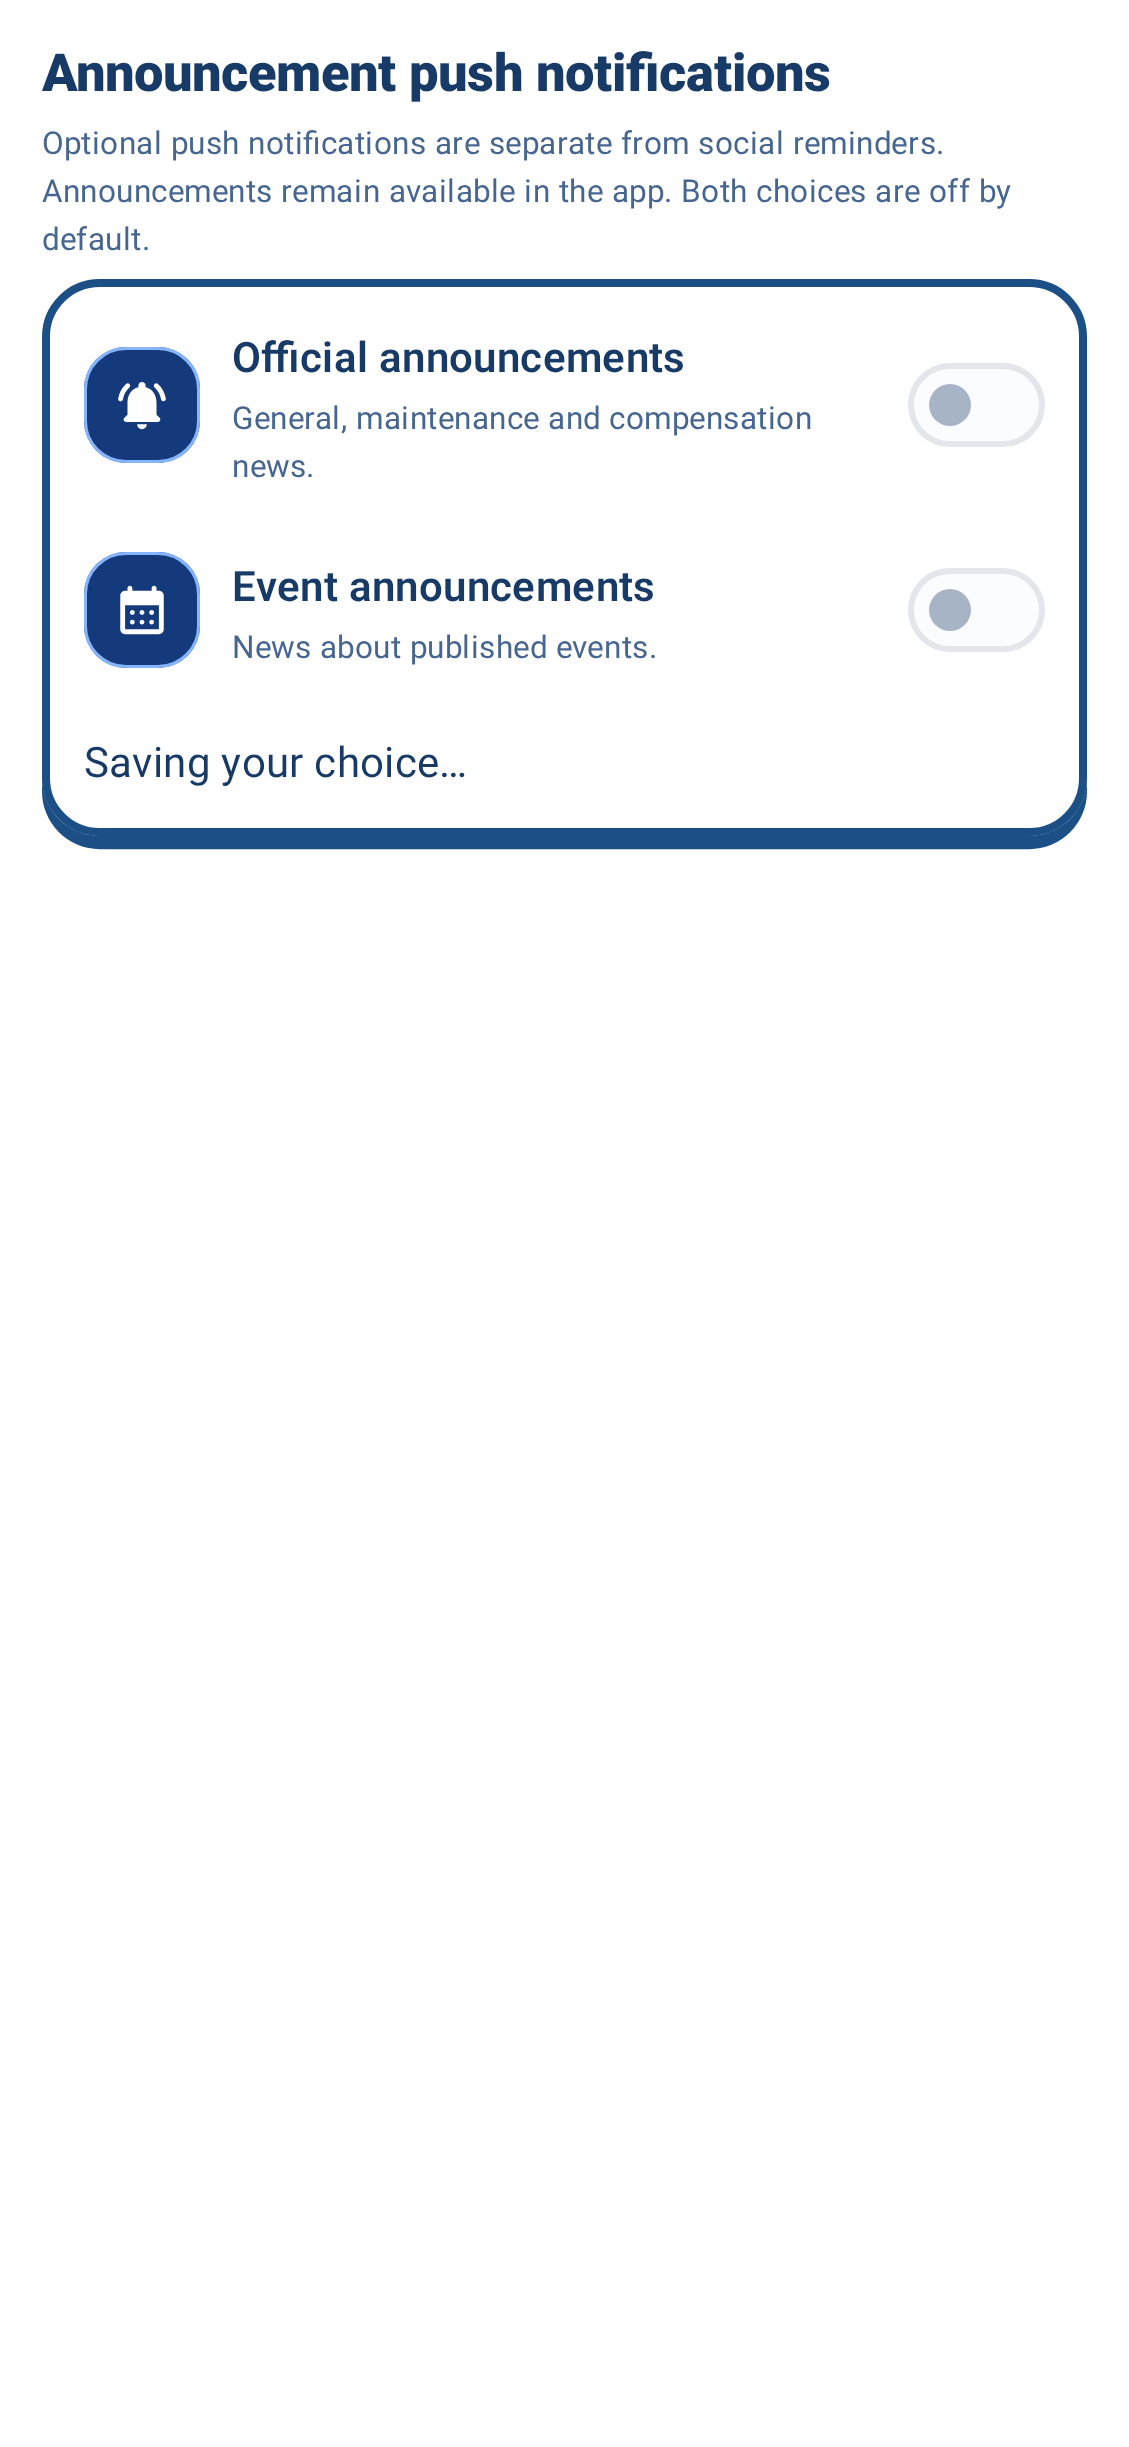 Announcement push notifications
Optional push notifications are separate from social reminders.
Announcements remain available in the app. Both choices are off by
default.
Official announcements
General, maintenance and compensation
news.
Event announcements
News about published events.
Saving your choice…